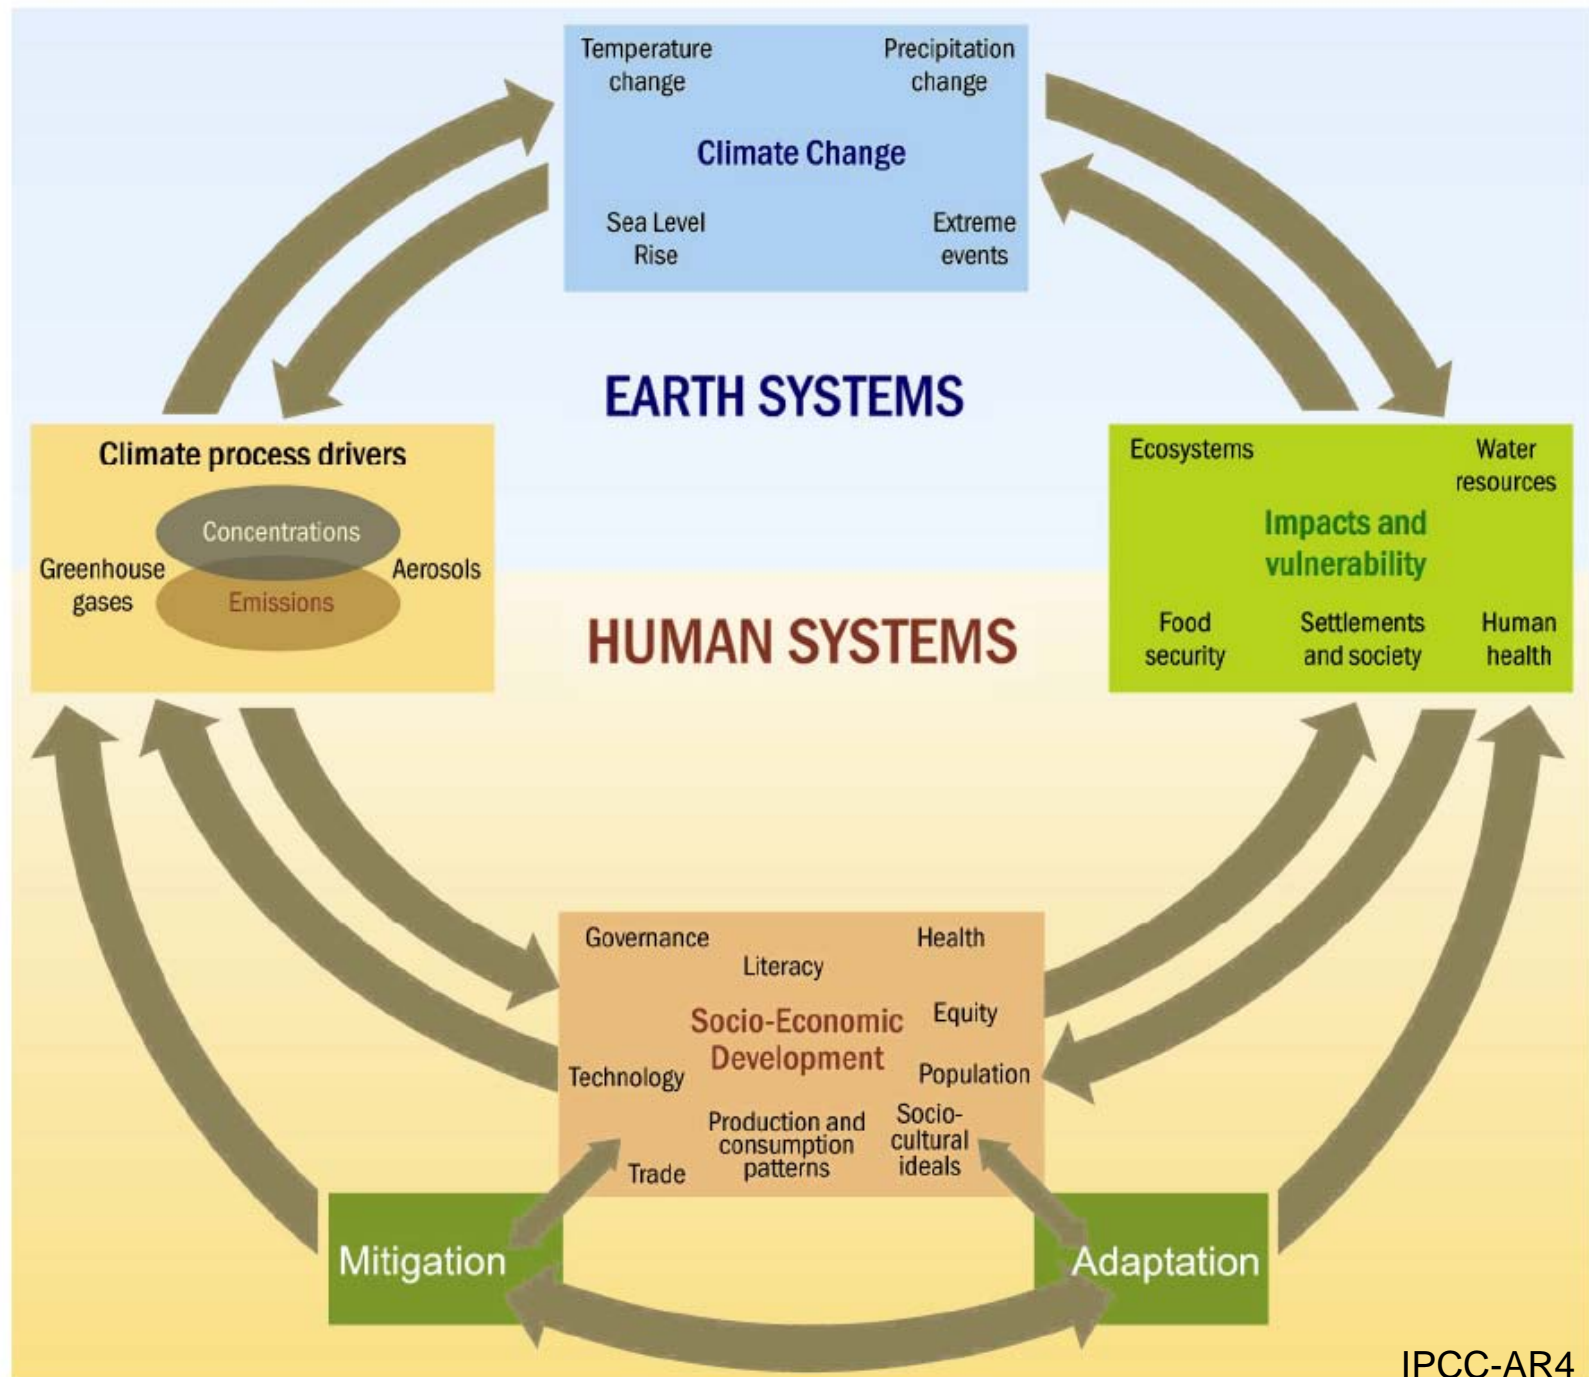 Temperature
change
Precipitation
change
Climate Change
Sea Level
Rise
Extreme
events
EARTH SYSTEMS
Climate process drivers
Concentrations
Greenhouse
gases
Aerosols
Emissions
Ecosystems
Water
resources
Impacts and
vulnerability
Food
security
Settlements
and society
Human
health
HUMAN SYSTEMS
Governance
Health
Literacy
Socio-Economic
Development
Equity
Technology
Population
Production and
consumption
patterns
Socio-
cultural
ideals
Trade
Mitigation
Adaptation
IPCC-AR4